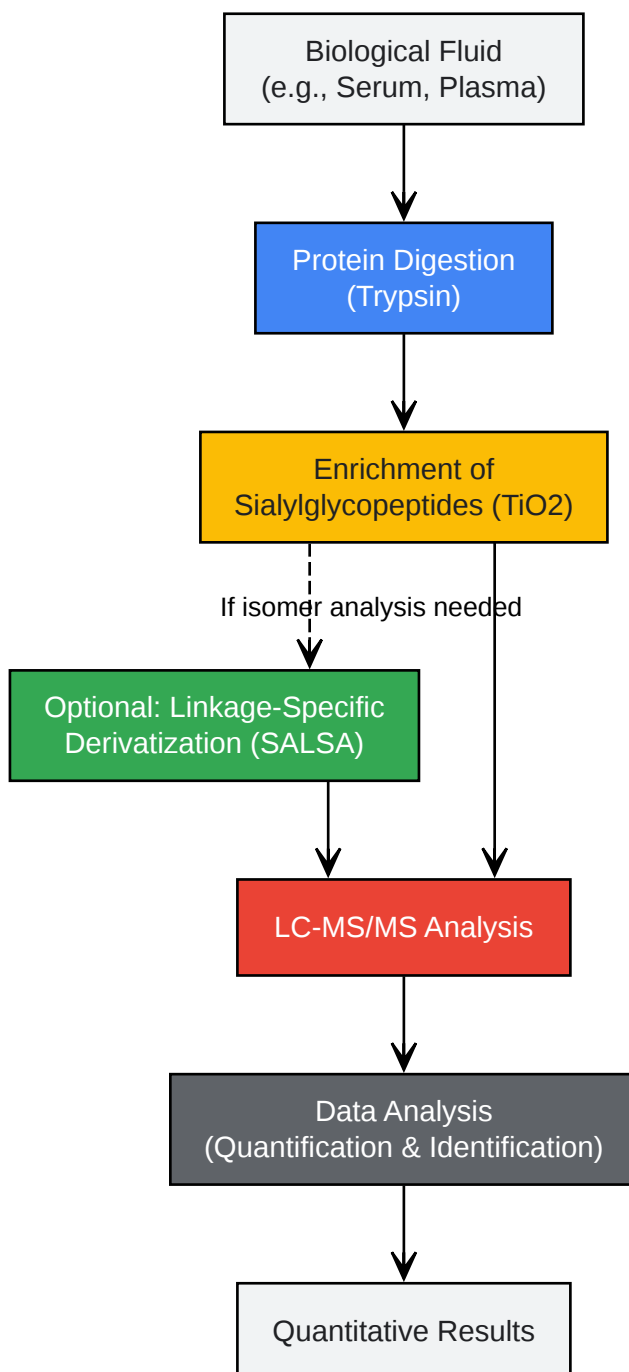 Biological Fluid
(e.g., Serum, Plasma)
Protein Digestion
(Trypsin)
Enrichment of
Sialylglycopeptides (TiO2)
If isomer analysis needed
Optional: Linkage-Specific
Derivatization (SALSA)
LC-MS/MS Analysis
Data Analysis
(Quantification & Identification)
Quantitative Results